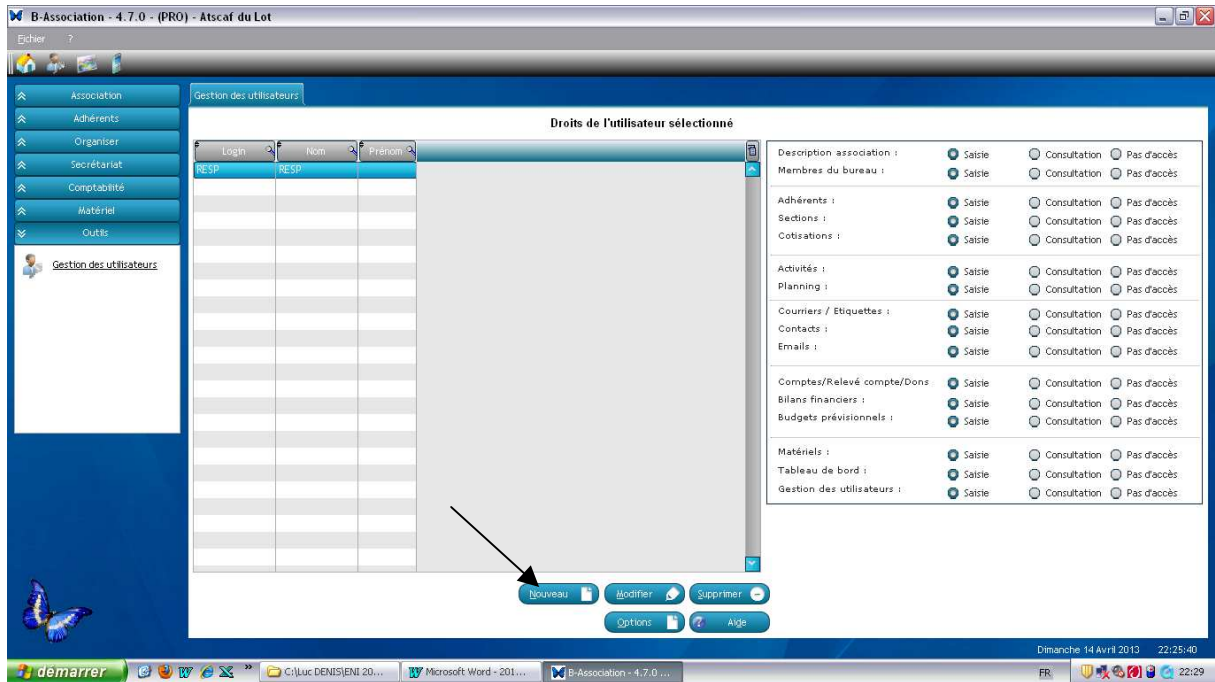 B-Association - 4.7.0 - (PRO) - Atscaf du Lot
Fichier ?
Association
Adhérents
Organiser
Secrétariat
Comptabilité
Matériel
Outils
Gestion des utilisateurs
Gestion des utilisateurs
Droits de l'utilisateur sélectionné
Login Nom Prénom
RESP RESP
Description association : Saisie Consultation Pas d'accès
Membres du bureau : Saisie Consultation Pas d'accès
Adhérents : Saisie Consultation Pas d'accès
Sections : Saisie Consultation Pas d'accès
Cotisations : Saisie Consultation Pas d'accès
Activités : Saisie Consultation Pas d'accès
Planning : Saisie Consultation Pas d'accès
Courriers / Etiquettes : Saisie Consultation Pas d'accès
Contacts : Saisie Consultation Pas d'accès
Emails : Saisie Consultation Pas d'accès
Comptes/Relevé compte/Dons Saisie Consultation Pas d'accès
Bilans financiers : Saisie Consultation Pas d'accès
Budgets prévisionnels : Saisie Consultation Pas d'accès
Matériels : Saisie Consultation Pas d'accès
Tableau de bord : Saisie Consultation Pas d'accès
Gestion des utilisateurs : Saisie Consultation Pas d'accès
Nouveau Modifier Supprimer
Options Aide
Dimanche 14 Avril 2013 22:25:40
démarrer C:\Luc DENIS\ENI 20... Microsoft Word - 201... B-Association - 4.7.0 ... FR 22:29